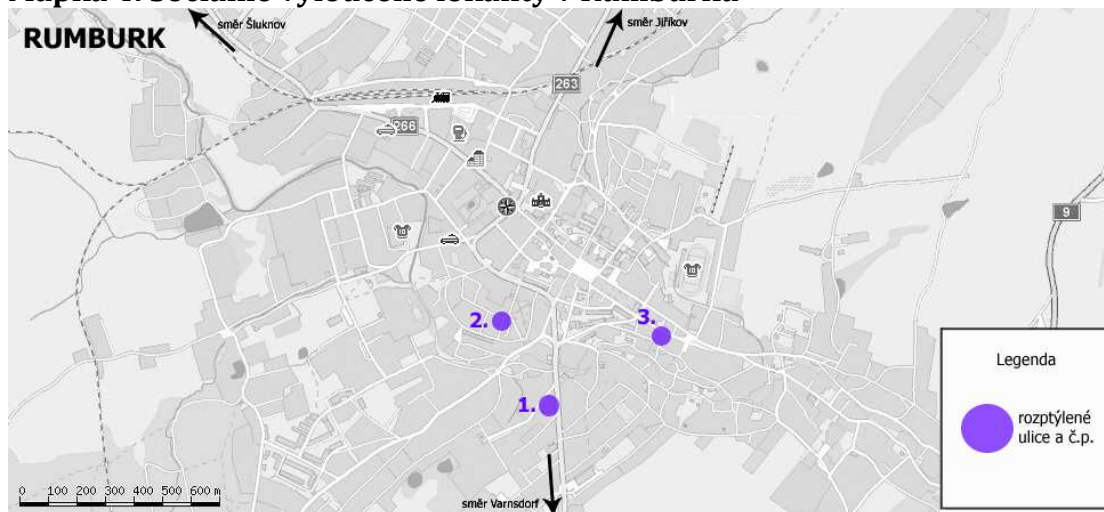 RUMBURK
směr Šluknov
směr Jiříkov
263
266
9
2.
3.
1.
Legenda
rozptýlené
ulice a č.p.
0 100 200 300 400 500 600 m
směr Varnsdorf